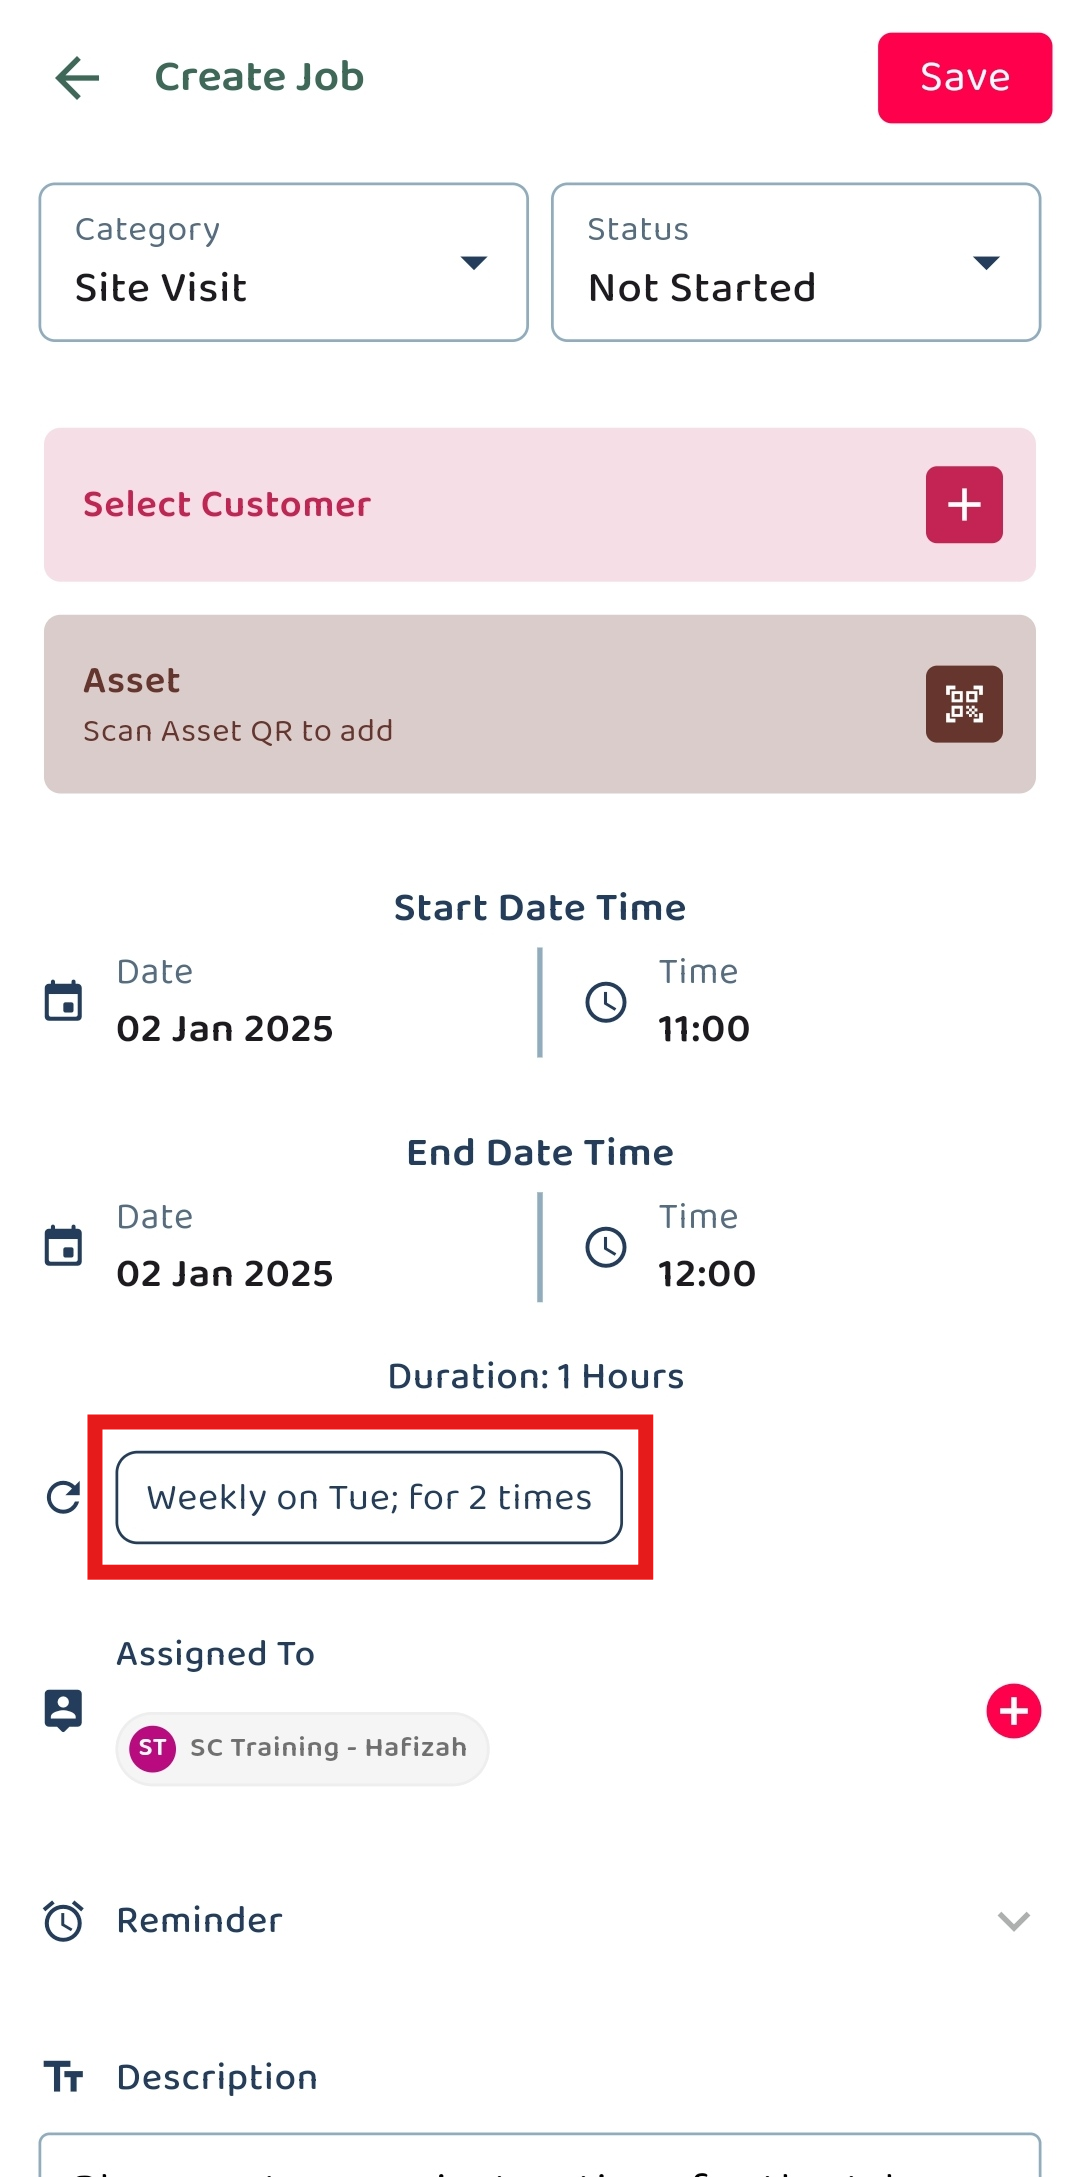 Create Job
Save
Category
Site Visit
Status
Not Started
Select Customer
Asset
Scan Asset QR to add
Start Date Time
Date
02 Jan 2025
Time
11:00
End Date Time
Date
02 Jan 2025
Time
12:00
Duration: 1 Hours
Weekly on Tue; for 2 times
Assigned To
ST SC Training - Hafizah
Reminder
Description